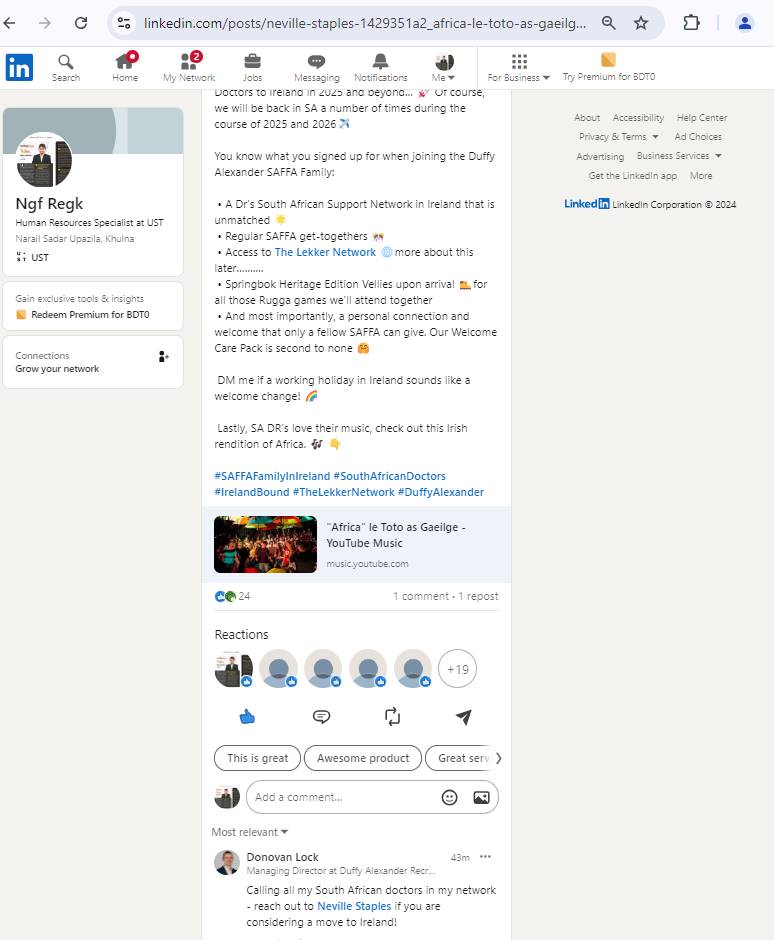 linkedin.com/posts/neville-staples-1429351a2_africa-le-toto-as-gaeilg...
in
2
Search
Home
My Network
Jobs
Messaging
Notifications
Me
For Business
Try Premium for BDT0
Ngf Regk
Human Resources Specialist at UST
Narail Sadar Upazila, Khulna
UST
Gain exclusive tools & insights
Redeem Premium for BDT0
Connections
Grow your network
Doctors to Ireland in 2025 and beyond... 🚀 Of course,
we will be back in SA a number of times during the
course of 2025 and 2026 ✈️
You know what you signed up for when joining the Duffy
Alexander SAFFA Family:
• A Dr's South African Support Network in Ireland that is
unmatched 🌟
• Regular SAFFA get-togethers 🎊
• Access to The Lekker Network 🌐 more about this
later..........
• Springbok Heritage Edition Vellies upon arrival 🥾 for
all those Rugga games we'll attend together
• And most importantly, a personal connection and
welcome that only a fellow SAFFA can give. Our Welcome
Care Pack is second to none 🤗
DM me if a working holiday in Ireland sounds like a
welcome change! 🌈
Lastly, SA DR's love their music, check out this Irish
rendition of Africa. 🎶 👇
#SAFFAFamilyInIreland #SouthAfricanDoctors
#IrelandBound #TheLekkerNetwork #DuffyAlexander
"Africa" le Toto as Gaeilge -
YouTube Music
music.youtube.com
24
1 comment • 1 repost
Reactions
+19
This is great
Awesome product
Great serv
Add a comment...
Most relevant
Donovan Lock
43m
Managing Director at Duffy Alexander Recr...
Calling all my South African doctors in my network
- reach out to Neville Staples if you are
considering a move to Ireland!
About
Accessibility
Help Center
Privacy & Terms
Ad Choices
Advertising
Business Services
Get the LinkedIn app
More
LinkedIn LinkedIn Corporation © 2024